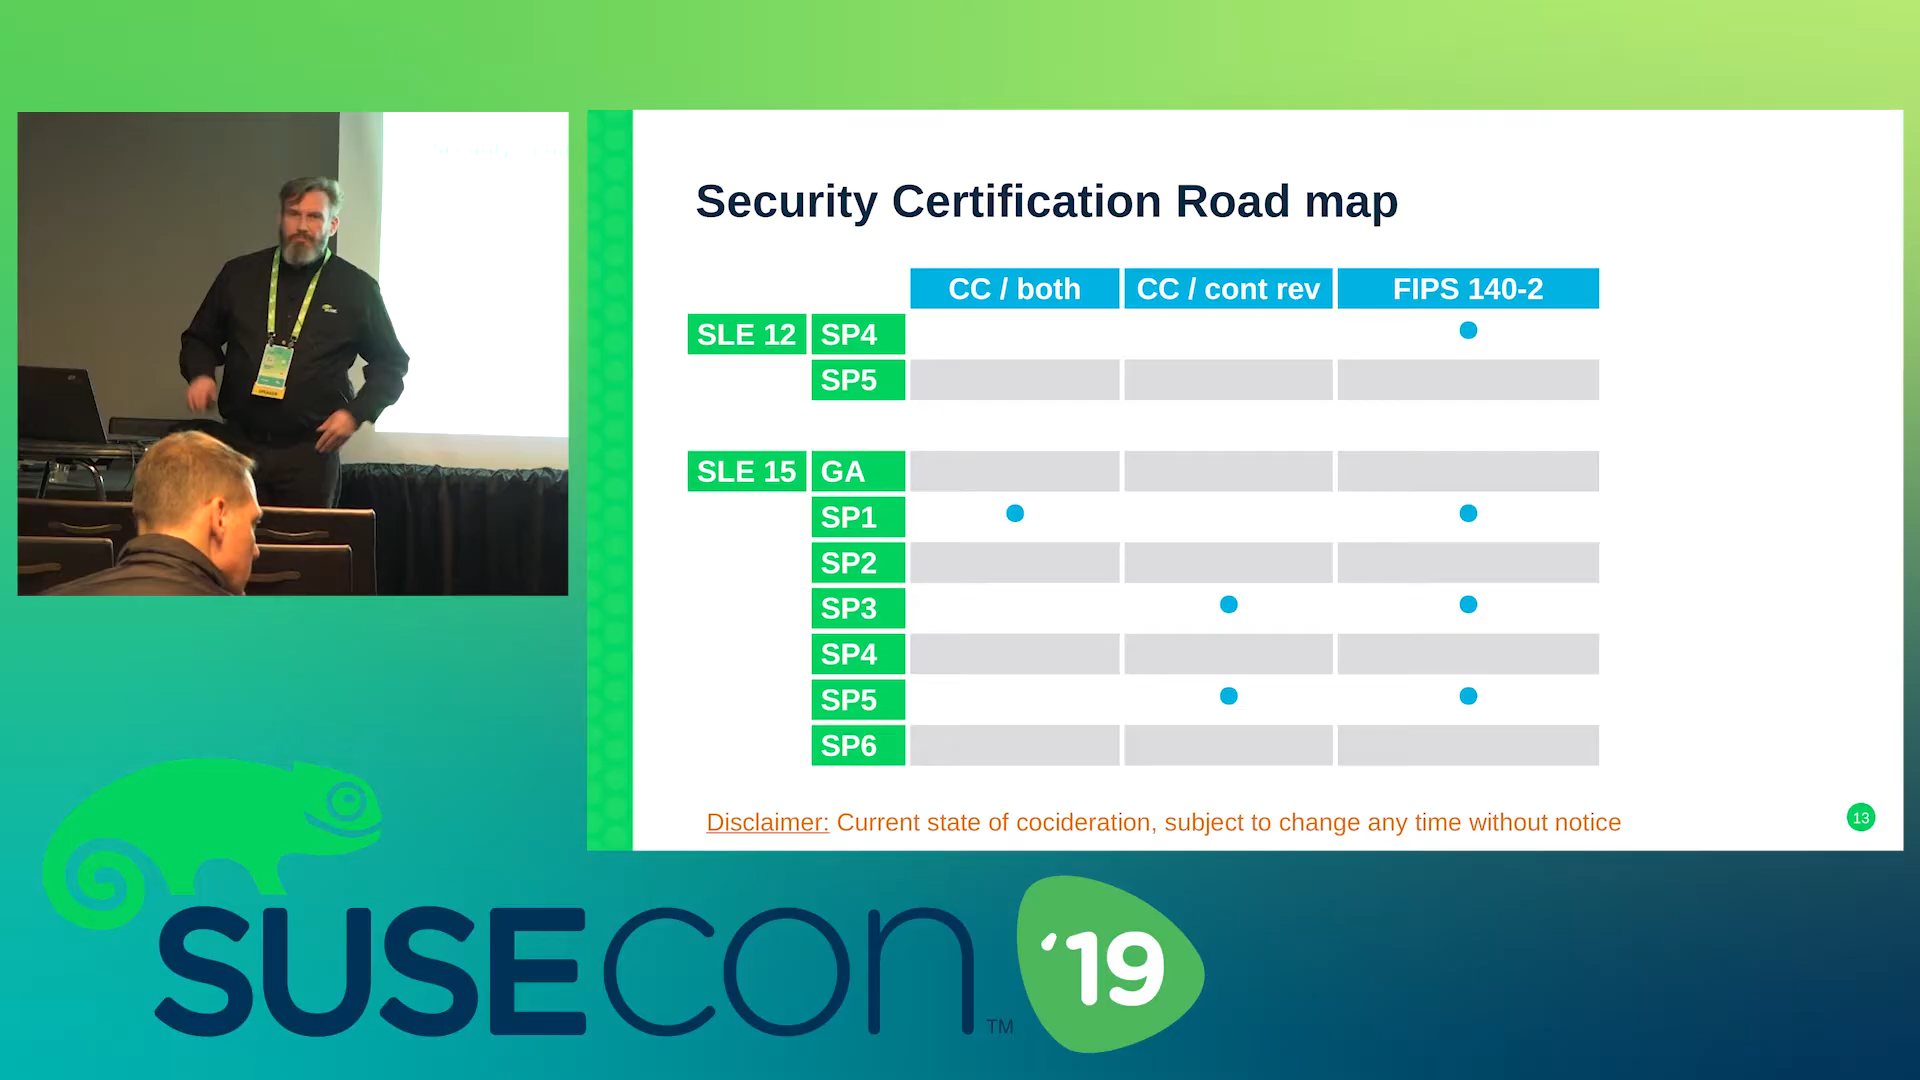 Security Certification Road map
CC / both CC / cont rev FIPS 140-2
SLE 12 SP4
SP5
SLE 15 GA
SP1
SP2
SP3
SP4
SP5
SP6
Disclaimer: Current state of cocideration, subject to change any time without notice
13
SUSECON TM '19